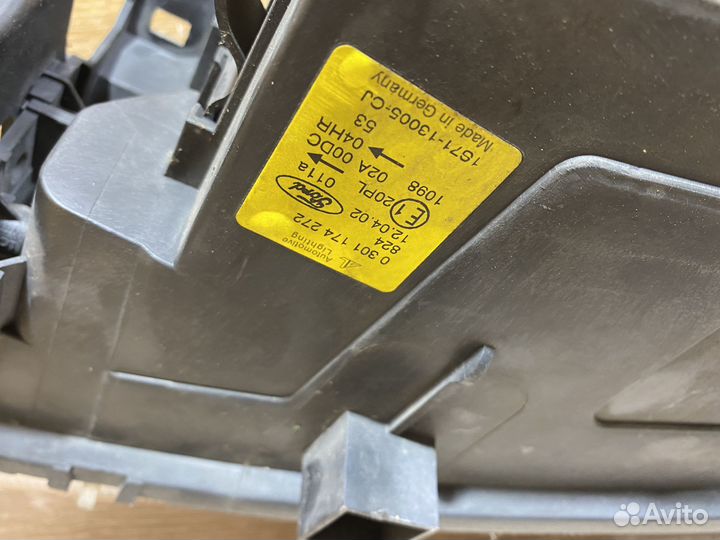 Automotive
Lighting
0 301 174 272
824
12.04.02
Ford
E1
20PL
011a
1098
02A 00DC
04HR
53
1S71-13005-CJ
Made in Germany
Avito